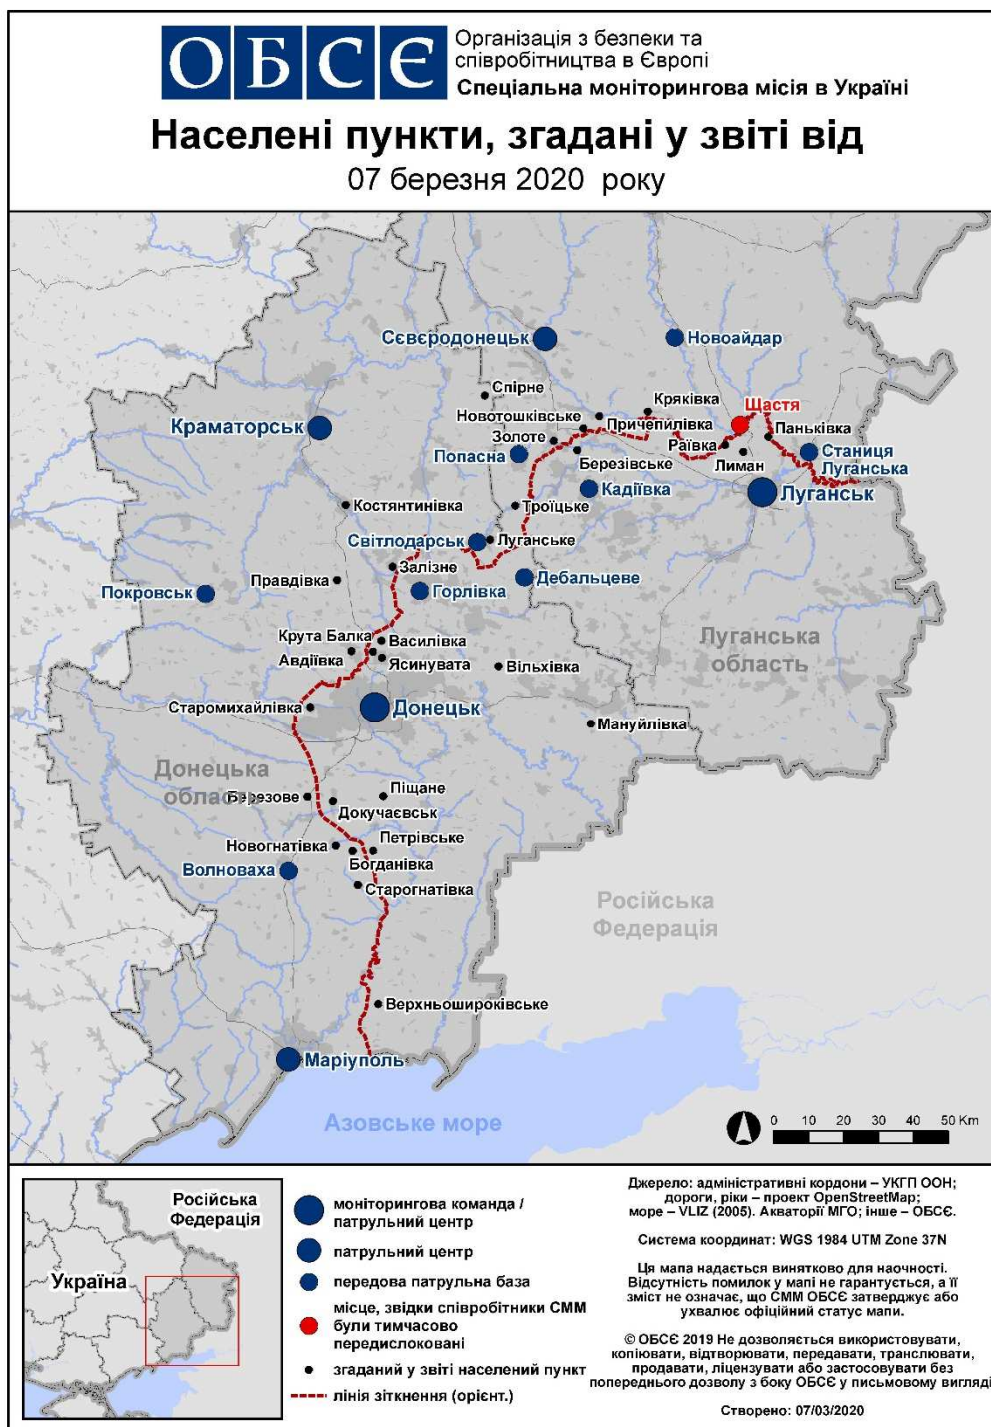 ОБСЄ
Організація з безпеки та
співробітництва в Європі
Спеціальна моніторингова місія в Україні
Населені пункти, згадані у звіті від
07 березня 2020 року
Сєвєродонецьк
Новоайдар
Спірне
Кряківка
Щастя
Новотошківське
Причепилівка
Паньківка
Краматорськ
Золоте
Раївка
Станиця
Луганська
Попасна
Березівське
Лиман
Кадіївка
Луганськ
Костянтинівка
Троїцьке
Світлодарськ
Луганське
Залізне
Правдівка
Дебальцеве
Покровськ
Горлівка
Крута Балка
Василівка
Луганська
область
Авдіївка
Ясинувата
Вільхівка
Старомихайлівка
Донецьк
Мануйлівка
Донецька
область
Березове
Піщане
Докучаєвськ
Новогнатівка
Петрівське
Богданівка
Волноваха
Старогнатівка
Російська
Федерація
Верхньошироківське
Маріуполь
Азовське море
0 10 20 30 40 50 Km
Російська
Федерація
Україна
моніторингова команда /
патрульний центр
патрульний центр
передова патрульна база
місце, звідки співробітники СММ
були тимчасово
передислоковані
згаданий у звіті населений пункт
лінія зіткнення (орієнт.)
Джерело: адміністративні кордони – УКГП ООН;
дороги, ріки – проект OpenStreetMap;
море – VLIZ (2005). Акваторії МГО; інше – ОБСЄ.
Система координат: WGS 1984 UTM Zone 37N
Ця мапа надається винятково для наочності.
Відсутність помилок у мапі не гарантується, а її
зміст не означає, що СММ ОБСЄ затверджує або
ухвалює офіційний статус мапи.
© ОБСЄ 2019 Не дозволяється використовувати,
копіювати, відтворювати, передавати, транслювати,
продавати, ліцензувати або застосовувати без
попереднього дозволу з боку ОБСЄ у письмовому вигляді
Створено: 07/03/2020